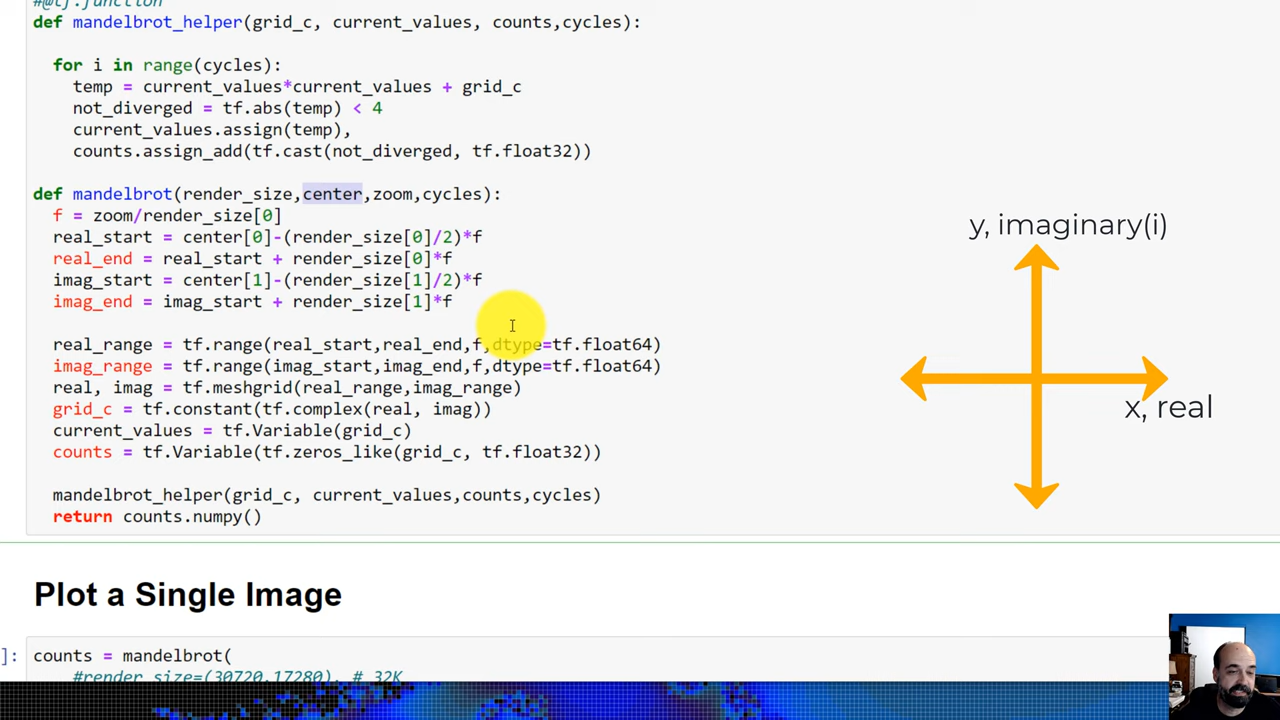 #@tf.function
def mandelbrot_helper(grid_c, current_values, counts,cycles):
for i in range(cycles):
temp = current_values*current_values + grid_c
not_diverged = tf.abs(temp) < 4
current_values.assign(temp),
counts.assign_add(tf.cast(not_diverged, tf.float32))
def mandelbrot(render_size,center,zoom,cycles):
f = zoom/render_size[0]
real_start = center[0]-(render_size[0]/2)*f
real_end = real_start + render_size[0]*f
imag_start = center[1]-(render_size[1]/2)*f
imag_end = imag_start + render_size[1]*f
real_range = tf.range(real_start,real_end,f,dtype=tf.float64)
imag_range = tf.range(imag_start,imag_end,f,dtype=tf.float64)
real, imag = tf.meshgrid(real_range,imag_range)
grid_c = tf.constant(tf.complex(real, imag))
current_values = tf.Variable(grid_c)
counts = tf.Variable(tf.zeros_like(grid_c, tf.float32))
mandelbrot_helper(grid_c, current_values,counts,cycles)
return counts.numpy()
y, imaginary(i)
x, real
Plot a Single Image
]: counts = mandelbrot(
#render_size=(30720,17280), # 32K